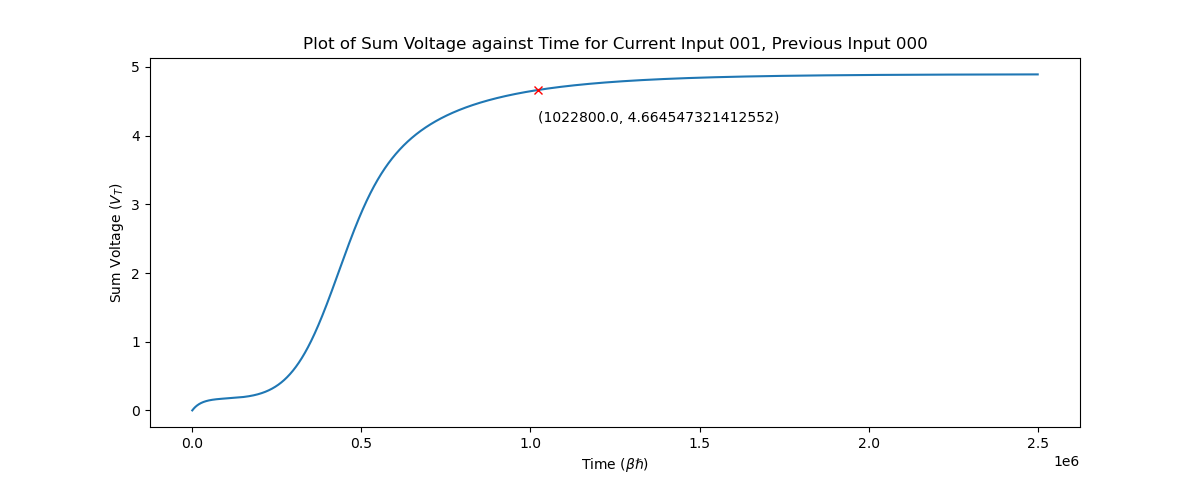 Plot of Sum Voltage against Time for Current Input 001, Previous Input 000
5
4
3
2
1
0
Sum Voltage (V_T)
(1022800.0, 4.664547321412552)
0.0 0.5 1.0 1.5 2.0 2.5
1e6
Time (βℏ)